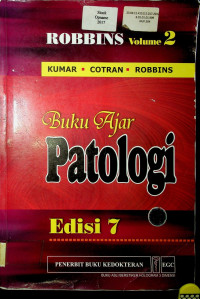 ROBBINS Volume 2
KUMAR • COTRAN • ROBBINS
Buku Ajar
Patologi
Edisi 7
PENERBIT BUKU KEDOKTERAN EGC